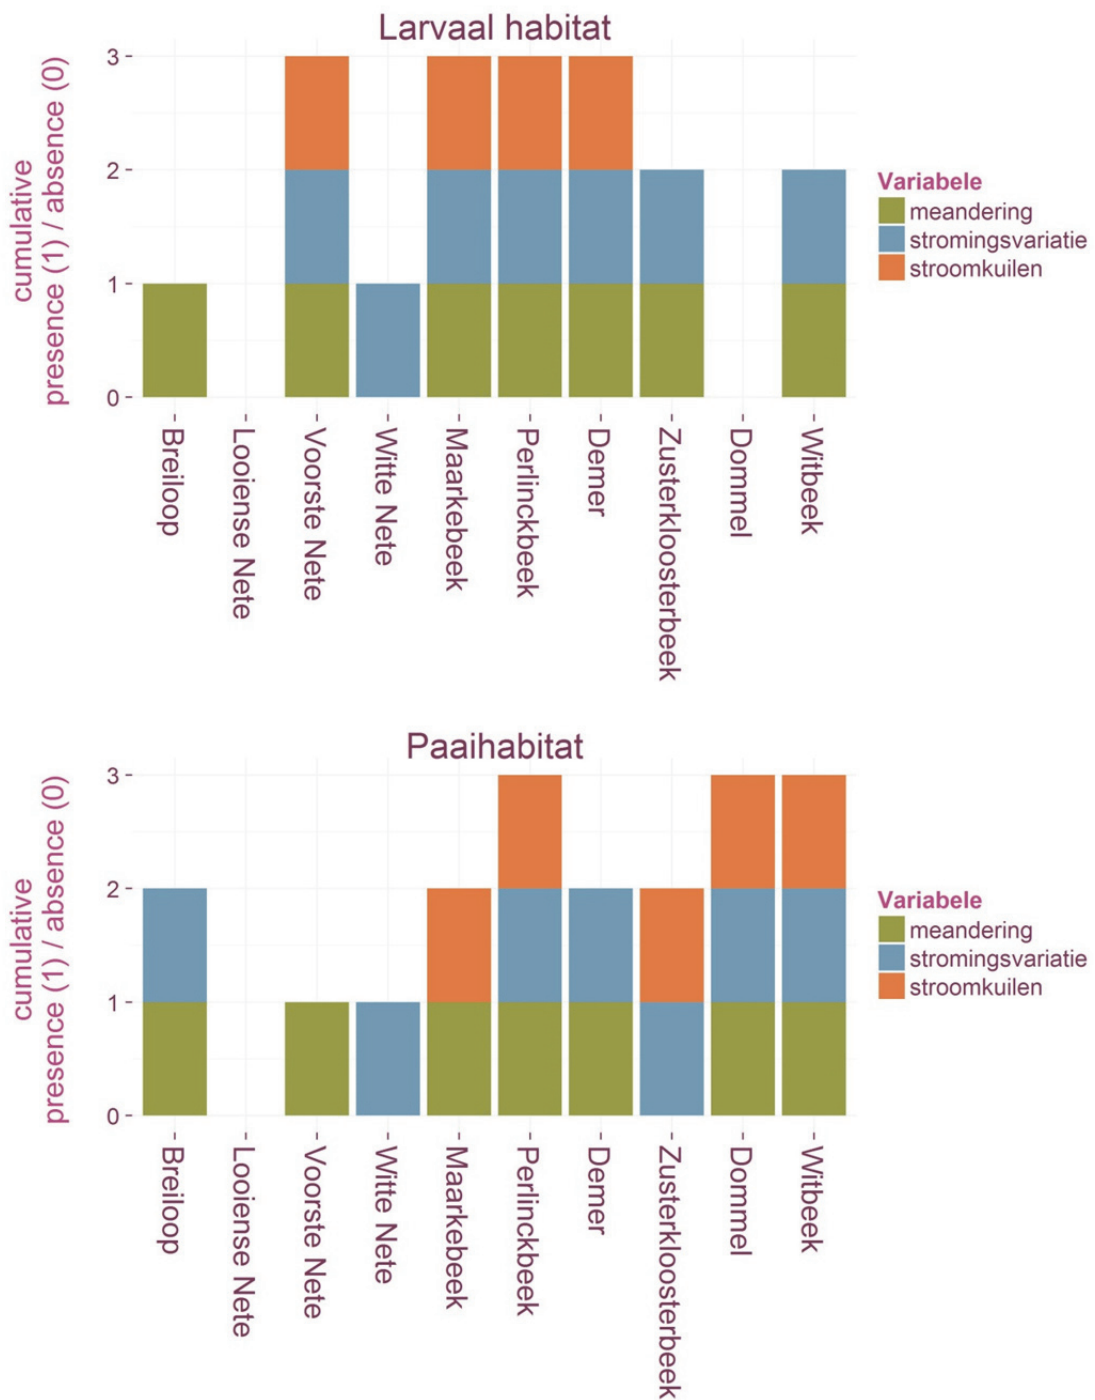 Larvaal habitat
cumulative
presence (1) / absence (0)
3
2
1
0
Breiloop
Looiense Nete
Voorste Nete
Witte Nete
Maarkebeek
Perlinckbeek
Demer
Zusterkloosterbeek
Dommel
Witbeek
Variabele
meandering
stromingsvariatie
stroomkuilen
Paaihabitat
cumulative
presence (1) / absence (0)
3
2
1
0
Breiloop
Looiense Nete
Voorste Nete
Witte Nete
Maarkebeek
Perlinckbeek
Demer
Zusterkloosterbeek
Dommel
Witbeek
Variabele
meandering
stromingsvariatie
stroomkuilen